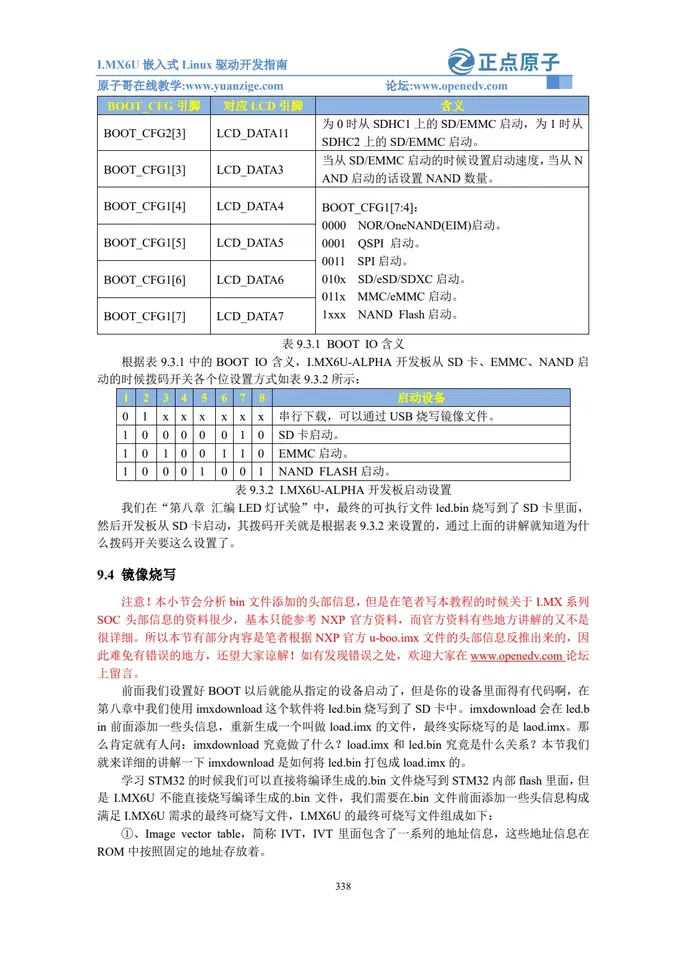 I.MX6U 嵌入式 Linux 驱动开发指南
正点原子
原子哥在线教学:www.yuanzige.com
论坛:www.openedv.com
BOOT_CFG 引脚 对应 LCD 引脚 含义
BOOT_CFG2[3] LCD_DATA11 为 0 时从 SDHC1 上的 SD/EMMC 启动，为 1 时从
SDHC2 上的 SD/EMMC 启动。
BOOT_CFG1[3] LCD_DATA3 当从 SD/EMMC 启动的时候设置启动速度，当从 N
AND 启动的话设置 NAND 数量。
BOOT_CFG1[4] LCD_DATA4
BOOT_CFG1[5] LCD_DATA5
BOOT_CFG1[6] LCD_DATA6
BOOT_CFG1[7] LCD_DATA7
BOOT_CFG1[7:4]：
0000 NOR/OneNAND(EIM)启动。
0001 QSPI 启动。
0011 SPI 启动。
010x SD/eSD/SDXC 启动。
011x MMC/eMMC 启动。
1xxx NAND Flash 启动。
表 9.3.1 BOOT IO 含义
根据表 9.3.1 中的 BOOT IO 含义，I.MX6U-ALPHA 开发板从 SD 卡、EMMC、NAND 启
动的时候拨码开关各个位设置方式如表 9.3.2 所示：
1 2 3 4 5 6 7 8 启动设备
0 1 x x x x x x 串行下载，可以通过 USB 烧写镜像文件。
1 0 0 0 0 0 1 0 SD 卡启动。
1 0 1 0 0 1 1 0 EMMC 启动。
1 0 0 0 1 0 0 1 NAND FLASH 启动。
表 9.3.2 I.MX6U-ALPHA 开发板启动设置
我们在“第八章 汇编 LED 灯试验”中，最终的可执行文件 led.bin 烧写到了 SD 卡里面，
然后开发板从 SD 卡启动，其拨码开关就是根据表 9.3.2 来设置的，通过上面的讲解就知道为什
么拨码开关要这么设置了。
9.4 镜像烧写
注意！本小节会分析 bin 文件添加的头部信息，但是在笔者写本教程的时候关于 I.MX 系列
SOC 头部信息的资料很少，基本只能参考 NXP 官方资料，而官方资料有些地方讲解的又不是
很详细。所以本节有部分内容是笔者根据 NXP 官方 u-boo.imx 文件的头部信息反推出来的，因
此难免有错误的地方，还望大家谅解！如有发现错误之处，欢迎大家在 www.openedv.com 论坛
上留言。
前面我们设置好 BOOT 以后就能从指定的设备启动了，但是你的设备里面得有代码啊，在
第八章中我们使用 imxdownload 这个软件将 led.bin 烧写到了 SD 卡中。imxdownload 会在 led.b
in 前面添加一些头信息，重新生成一个叫做 load.imx 的文件，最终实际烧写的是 laod.imx。那
么肯定就有人问：imxdownload 究竟做了什么？load.imx 和 led.bin 究竟是什么关系？本节我们
就来详细的讲解一下 imxdownload 是如何将 led.bin 打包成 load.imx 的。
学习 STM32 的时候我们可以直接将编译生成的.bin 文件烧写到 STM32 内部 flash 里面，但
是 I.MX6U 不能直接烧写编译生成的.bin 文件，我们需要在.bin 文件前面添加一些头信息构成
满足 I.MX6U 需求的最终可烧写文件，I.MX6U 的最终可烧写文件组成如下：
①、Image vector table，简称 IVT，IVT 里面包含了一系列的地址信息，这些地址信息在
ROM 中按照固定的地址存放着。
338